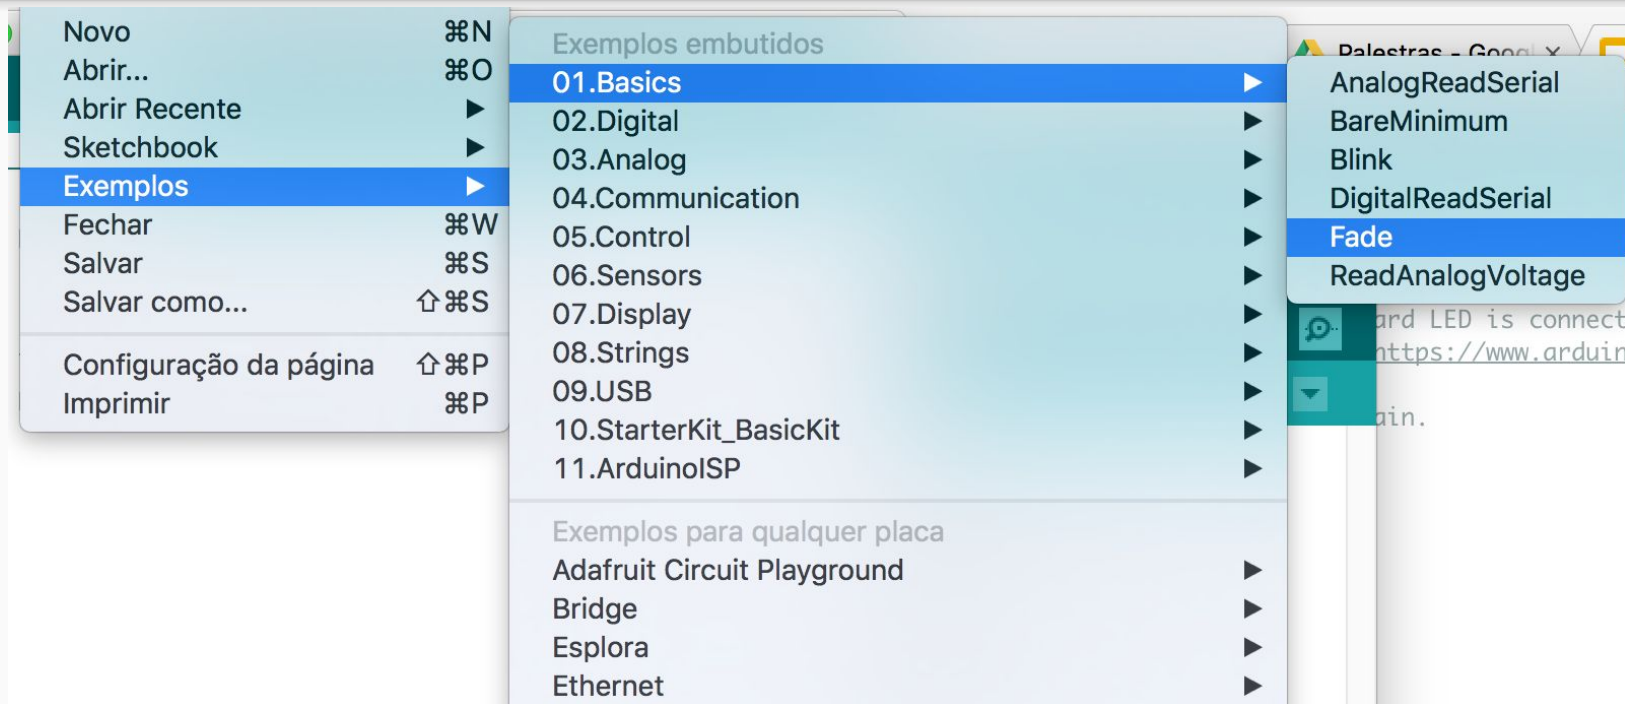 Novo ⌘N
Abrir... ⌘O
Abrir Recente
Sketchbook
Exemplos
Fechar ⌘W
Salvar ⌘S
Salvar como... ⇧⌘S
Configuração da página ⇧⌘P
Imprimir ⌘P
Exemplos embutidos
01.Basics
02.Digital
03.Analog
04.Communication
05.Control
06.Sensors
07.Display
08.Strings
09.USB
10.StarterKit_BasicKit
11.ArduinoISP
Exemplos para qualquer placa
Adafruit Circuit Playground
Bridge
Esplora
Ethernet
Palestras - Goog
AnalogReadSerial
BareMinimum
Blink
DigitalReadSerial
Fade
ReadAnalogVoltage
ard LED is connect
https://www.arduin
ain.